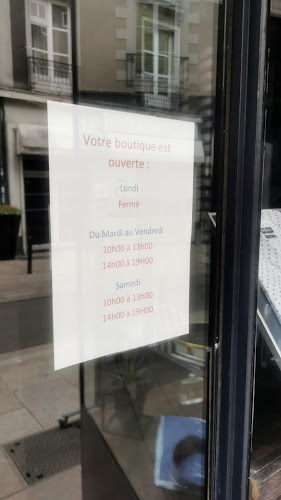 Votre boutique est
ouverte :
Lundi
Fermé
Du Mardi au Vendredi
10h00 à 13h00
14h00 à 19H00
Samedi
10h00 à 13h00
14h00 à 19H00